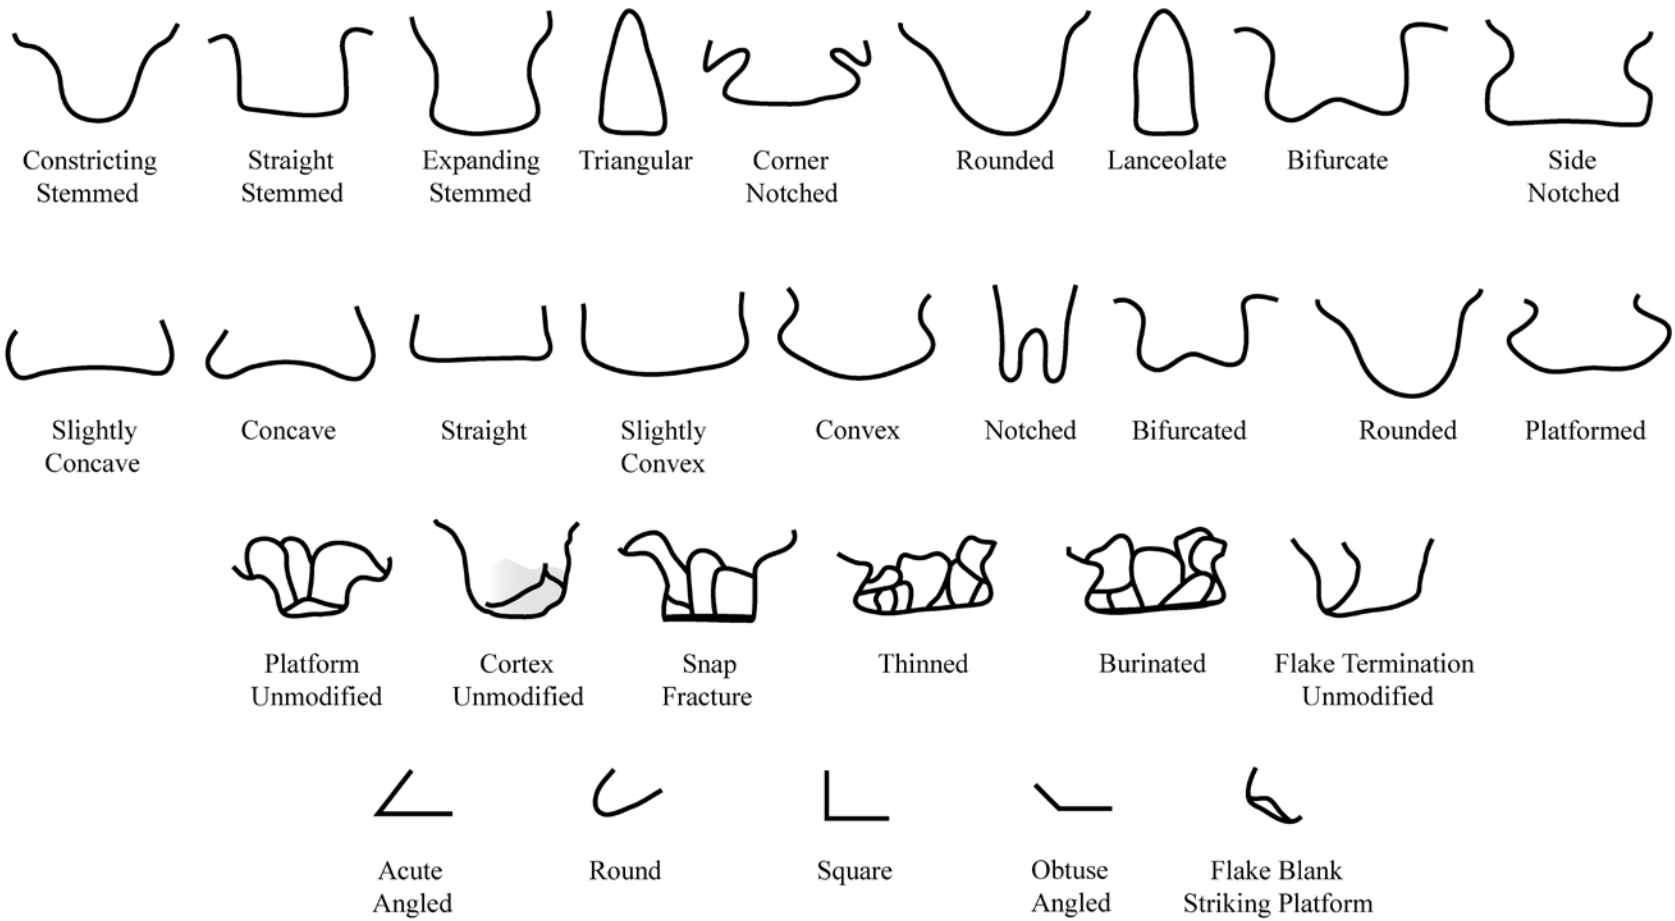 Constricting Stemmed
Straight Stemmed
Expanding Stemmed
Triangular
Corner Notched
Rounded
Lanceolate
Bifurcate
Side Notched
Slightly Concave
Concave
Straight
Slightly Convex
Convex
Notched
Bifurcated
Rounded
Platformed
Platform Unmodified
Cortex Unmodified
Snap Fracture
Thinned
Burinated
Flake Termination Unmodified
Acute Angled
Round
Square
Obtuse Angled
Flake Blank Striking Platform